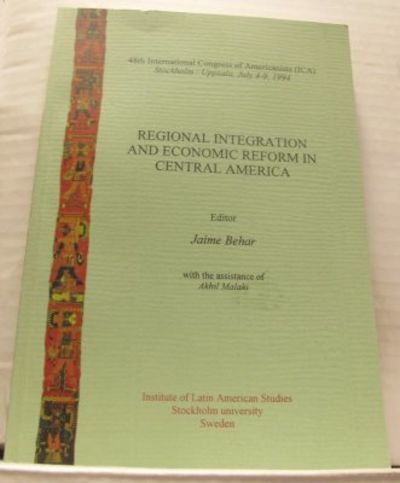 48th International Congress of Americanists (ICA)
Stockholm : Uppsala, July 4-9, 1994
REGIONAL INTEGRATION
AND ECONOMIC REFORM IN
CENTRAL AMERICA
Editor
Jaime Behar
with the assistance of
Akhil Malaki
Institute of Latin American Studies
Stockholm university
Sweden